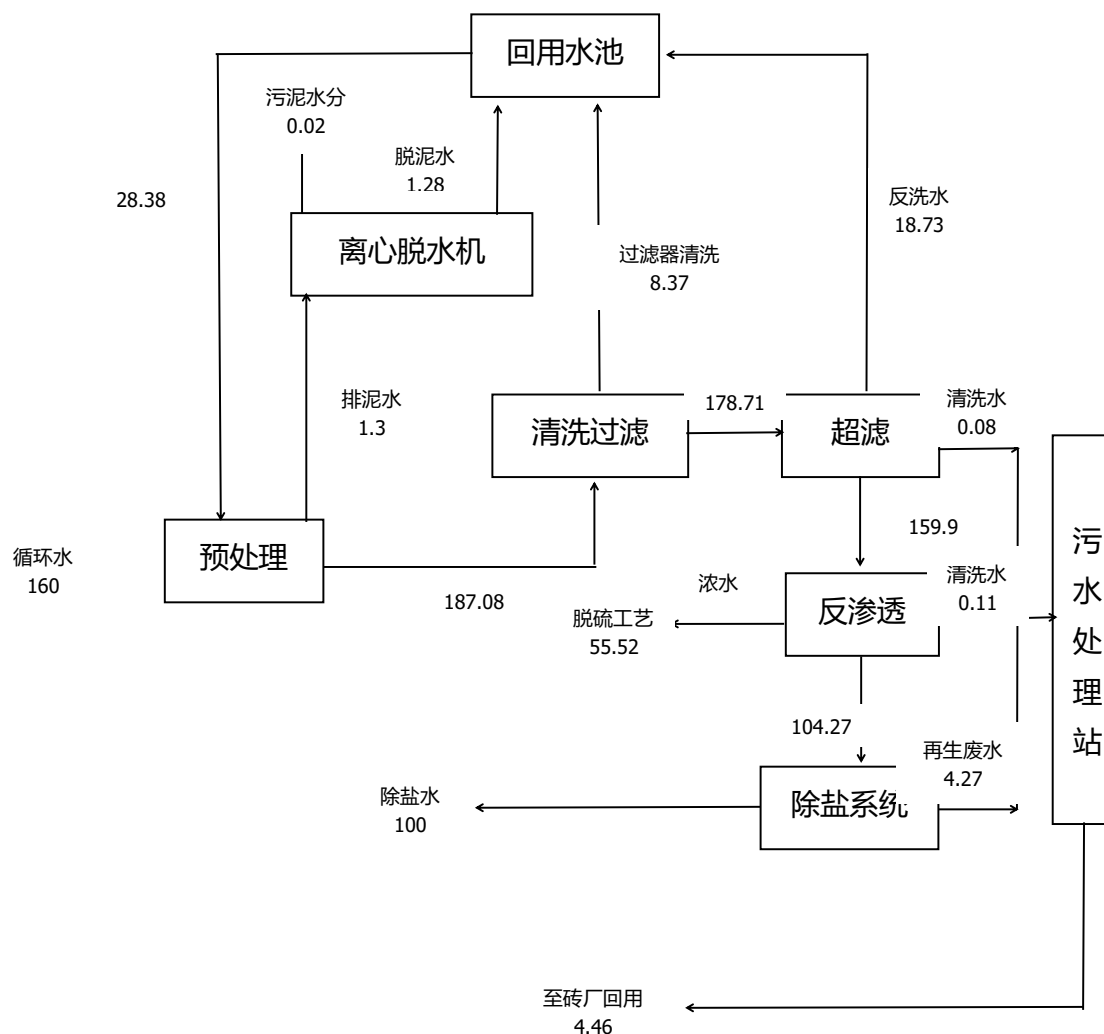 回用水池
污泥水分
0.02
脱泥水
1.28
28.38
反洗水
18.73
离心脱水机
过滤器清洗
8.37
排泥水
1.3
清洗过滤
178.71
超滤
清洗水
0.08
循环水
160
预处理
187.08
159.9
浓水
脱硫工艺
55.52
反渗透
清洗水
0.11
污
水
处
理
站
104.27
除盐水
100
除盐系统
再生废水
4.27
至砖厂回用
4.46